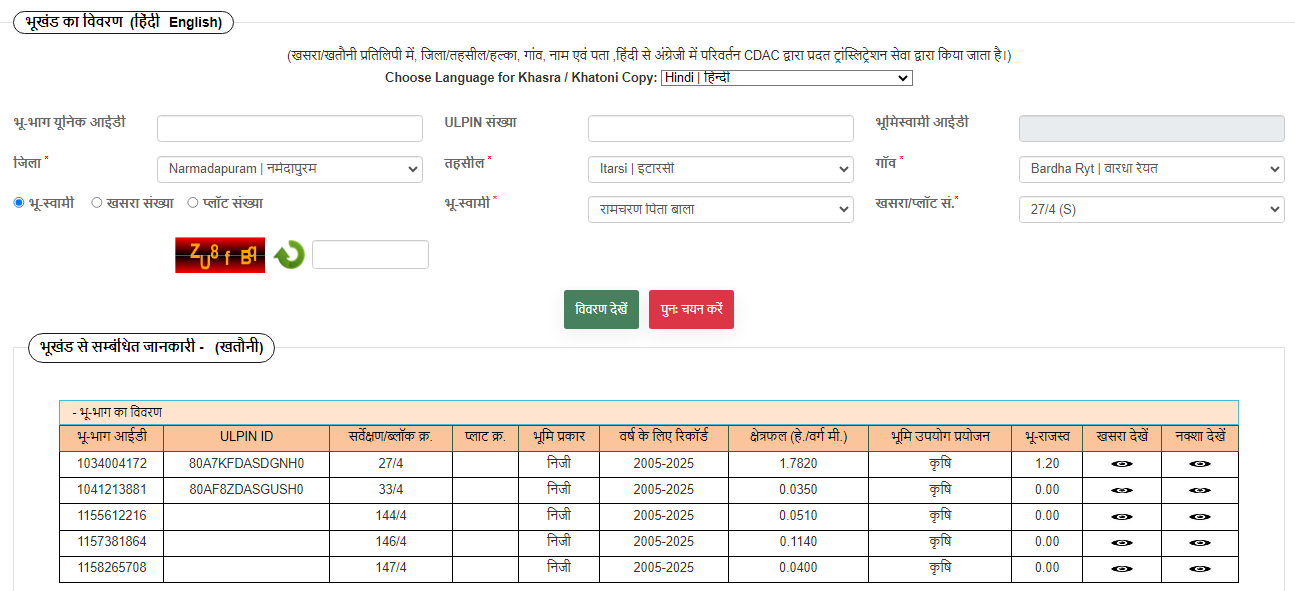 भूखंड का विवरण (हिंदी English)
(खसरा/खतौनी प्रतिलिपी में, जिला/तहसील/हल्का, गांव, नाम एवं पता ,हिंदी से अंग्रेजी में परिवर्तन CDAC द्वारा प्रदत ट्रांस्लिट्रेशन सेवा द्वारा किया जाता है।)
Choose Language for Khasra / Khatoni Copy: Hindi | हिन्दी
भू-भाग यूनिक आईडी ULPIN संख्या भूमिस्वामी आईडी
जिला * Narmadapuram | नर्मदापुरम तहसील * Itarsi | इटारसी गाँव * Bardha Ryt | वारधा रैयत
भू-स्वामी खसरा संख्या प्लॉट संख्या भू-स्वामी * रामचरण पिता बाला खसरा/प्लॉट सं.* 27/4 (S)
ZU8fBq
विवरण देखें पुनः चयन करें
भूखंड से सम्बंधित जानकारी - (खतौनी)
- भू-भाग का विवरण
भू-भाग आईडी ULPIN ID सर्वेक्षण/ब्लॉक क्र. प्लाट क्र. भूमि प्रकार वर्ष के लिए रिकॉर्ड क्षेत्रफल (हे./वर्ग मी.) भूमि उपयोग प्रयोजन भू-राजस्व खसरा देखें नक्शा देखें
1034004172 80A7KFDASDGNH0 27/4 निजी 2005-2025 1.7820 कृषि 1.20
1041213881 80AF8ZDASGUSH0 33/4 निजी 2005-2025 0.0350 कृषि 0.00
1155612216 144/4 निजी 2005-2025 0.0510 कृषि 0.00
1157381864 146/4 निजी 2005-2025 0.1140 कृषि 0.00
1158265708 147/4 निजी 2005-2025 0.0400 कृषि 0.00